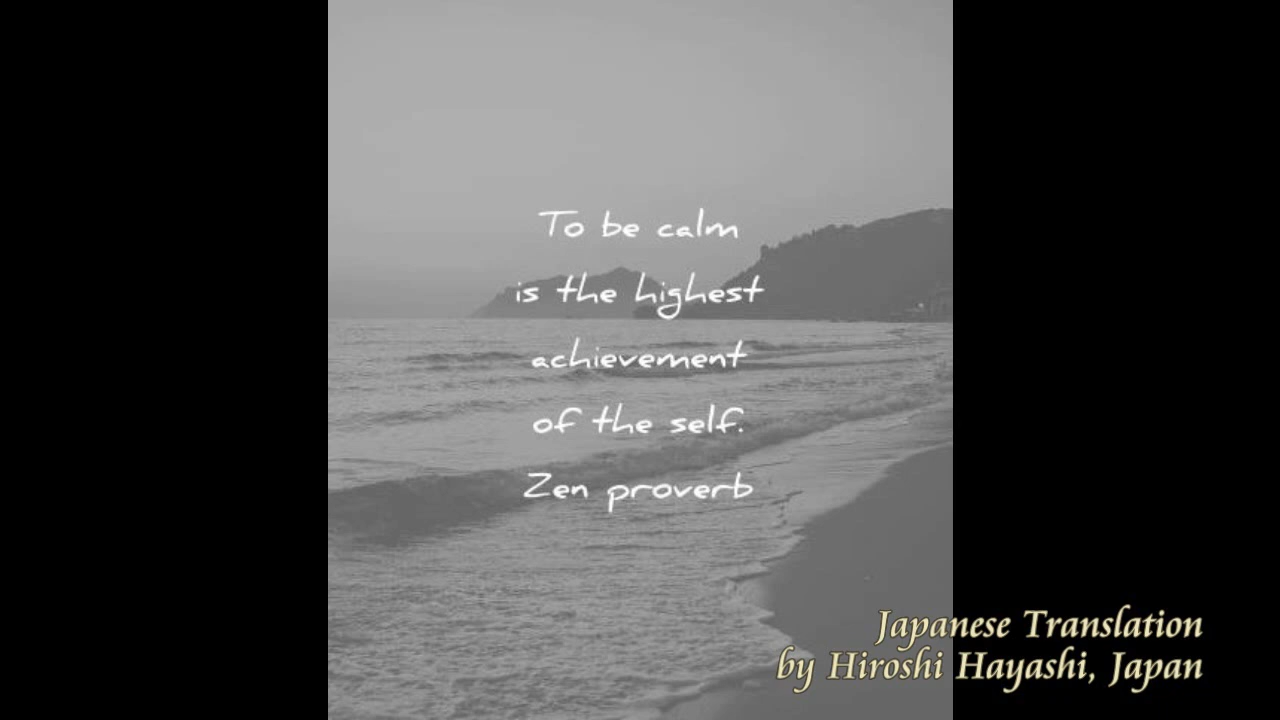 To be calm
is the highest
achievement
of the self.
Zen proverb
Japanese Translation
by Hiroshi Hayashi, Japan